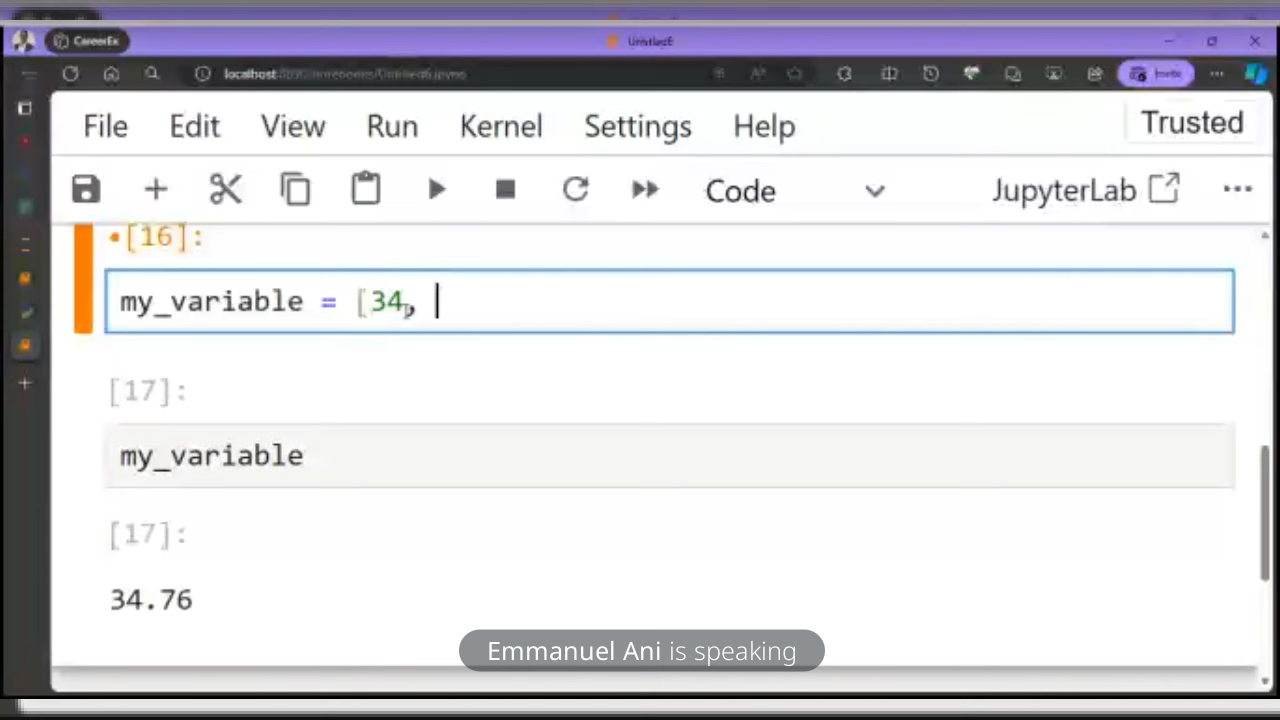 CareerEx
Untitled6
localhost
Invite
File Edit View Run Kernel Settings Help Trusted
Code JupyterLab
[16]:
my_variable = [34,
[17]:
my_variable
[17]:
34.76
Emmanuel Ani is speaking